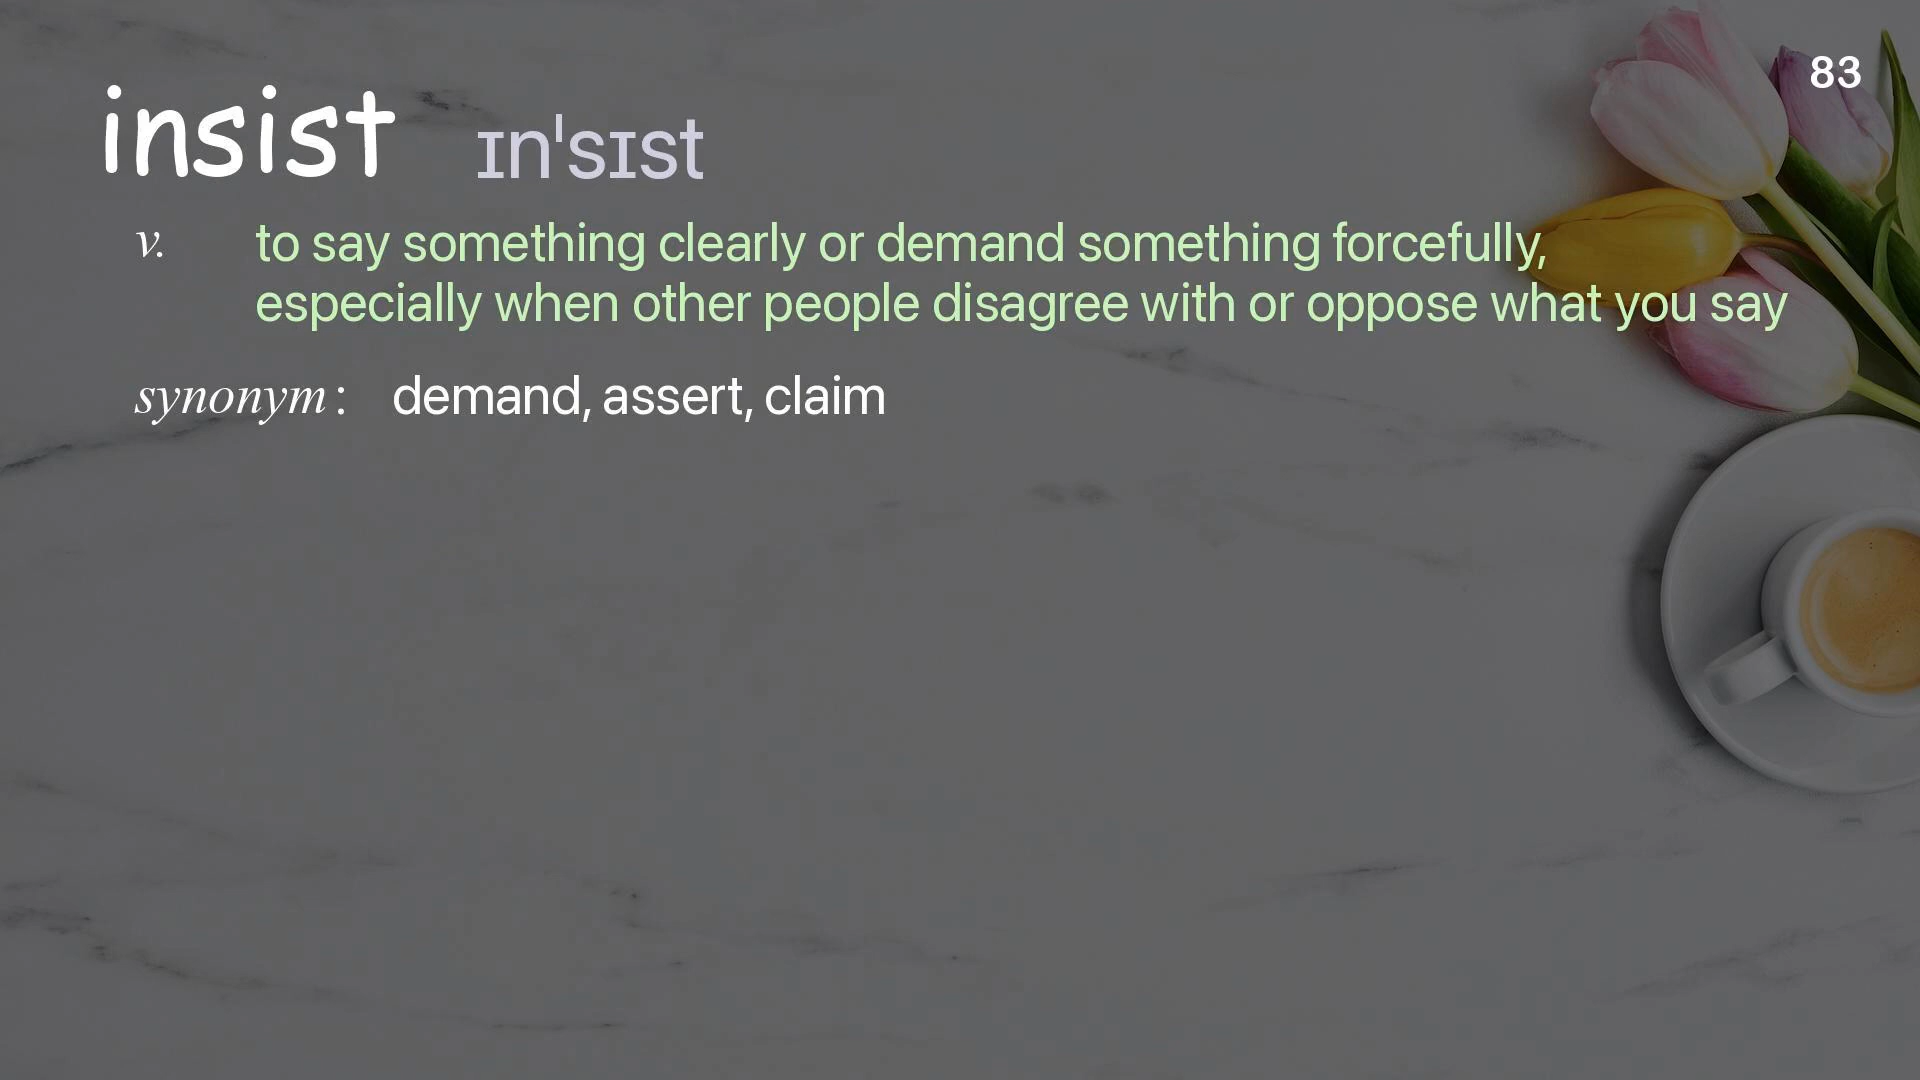 83
insist ɪnˈsɪst
v. to say something clearly or demand something forcefully,
especially when other people disagree with or oppose what you say
synonym : demand, assert, claim